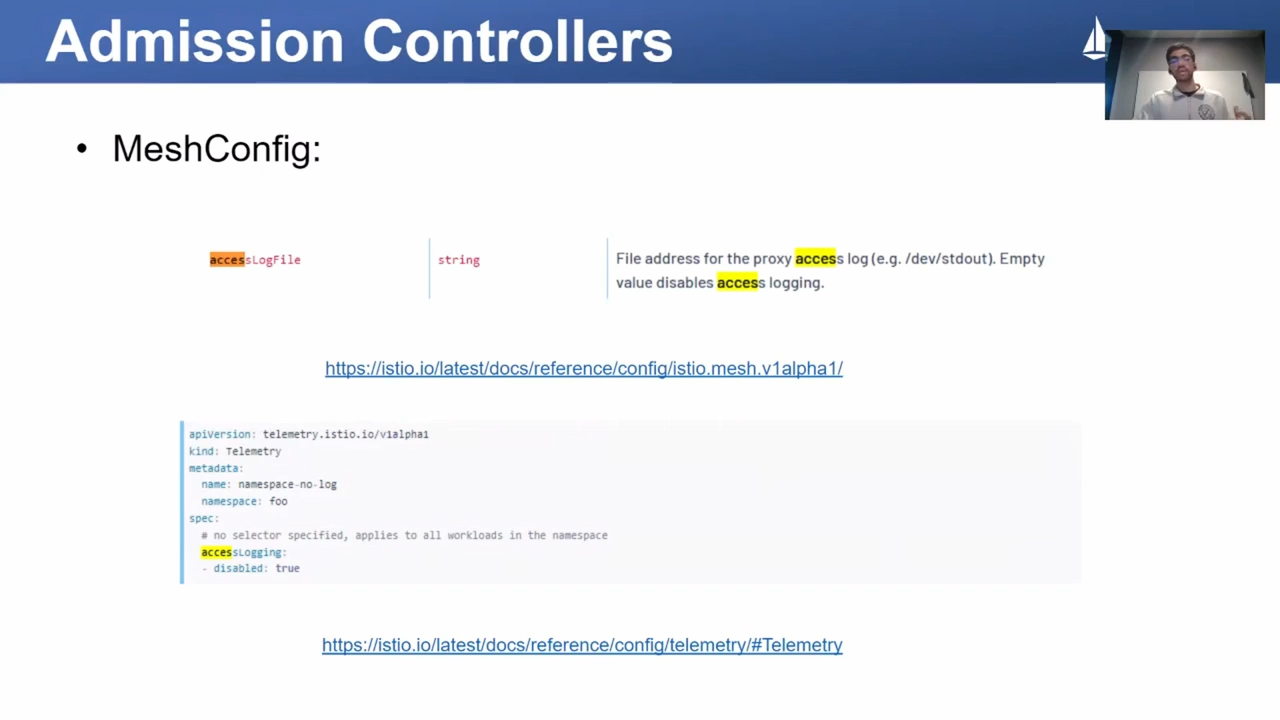 Admission Controllers
• MeshConfig:
accessLogFile string File address for the proxy access log (e.g. /dev/stdout). Empty
value disables access logging.
https://istio.io/latest/docs/reference/config/istio.mesh.v1alpha1/
apiVersion: telemetry.istio.io/v1alpha1
kind: Telemetry
metadata:
  name: namespace-no-log
  namespace: foo
spec:
  # no selector specified, applies to all workloads in the namespace
  accessLogging:
  - disabled: true
https://istio.io/latest/docs/reference/config/telemetry/#Telemetry